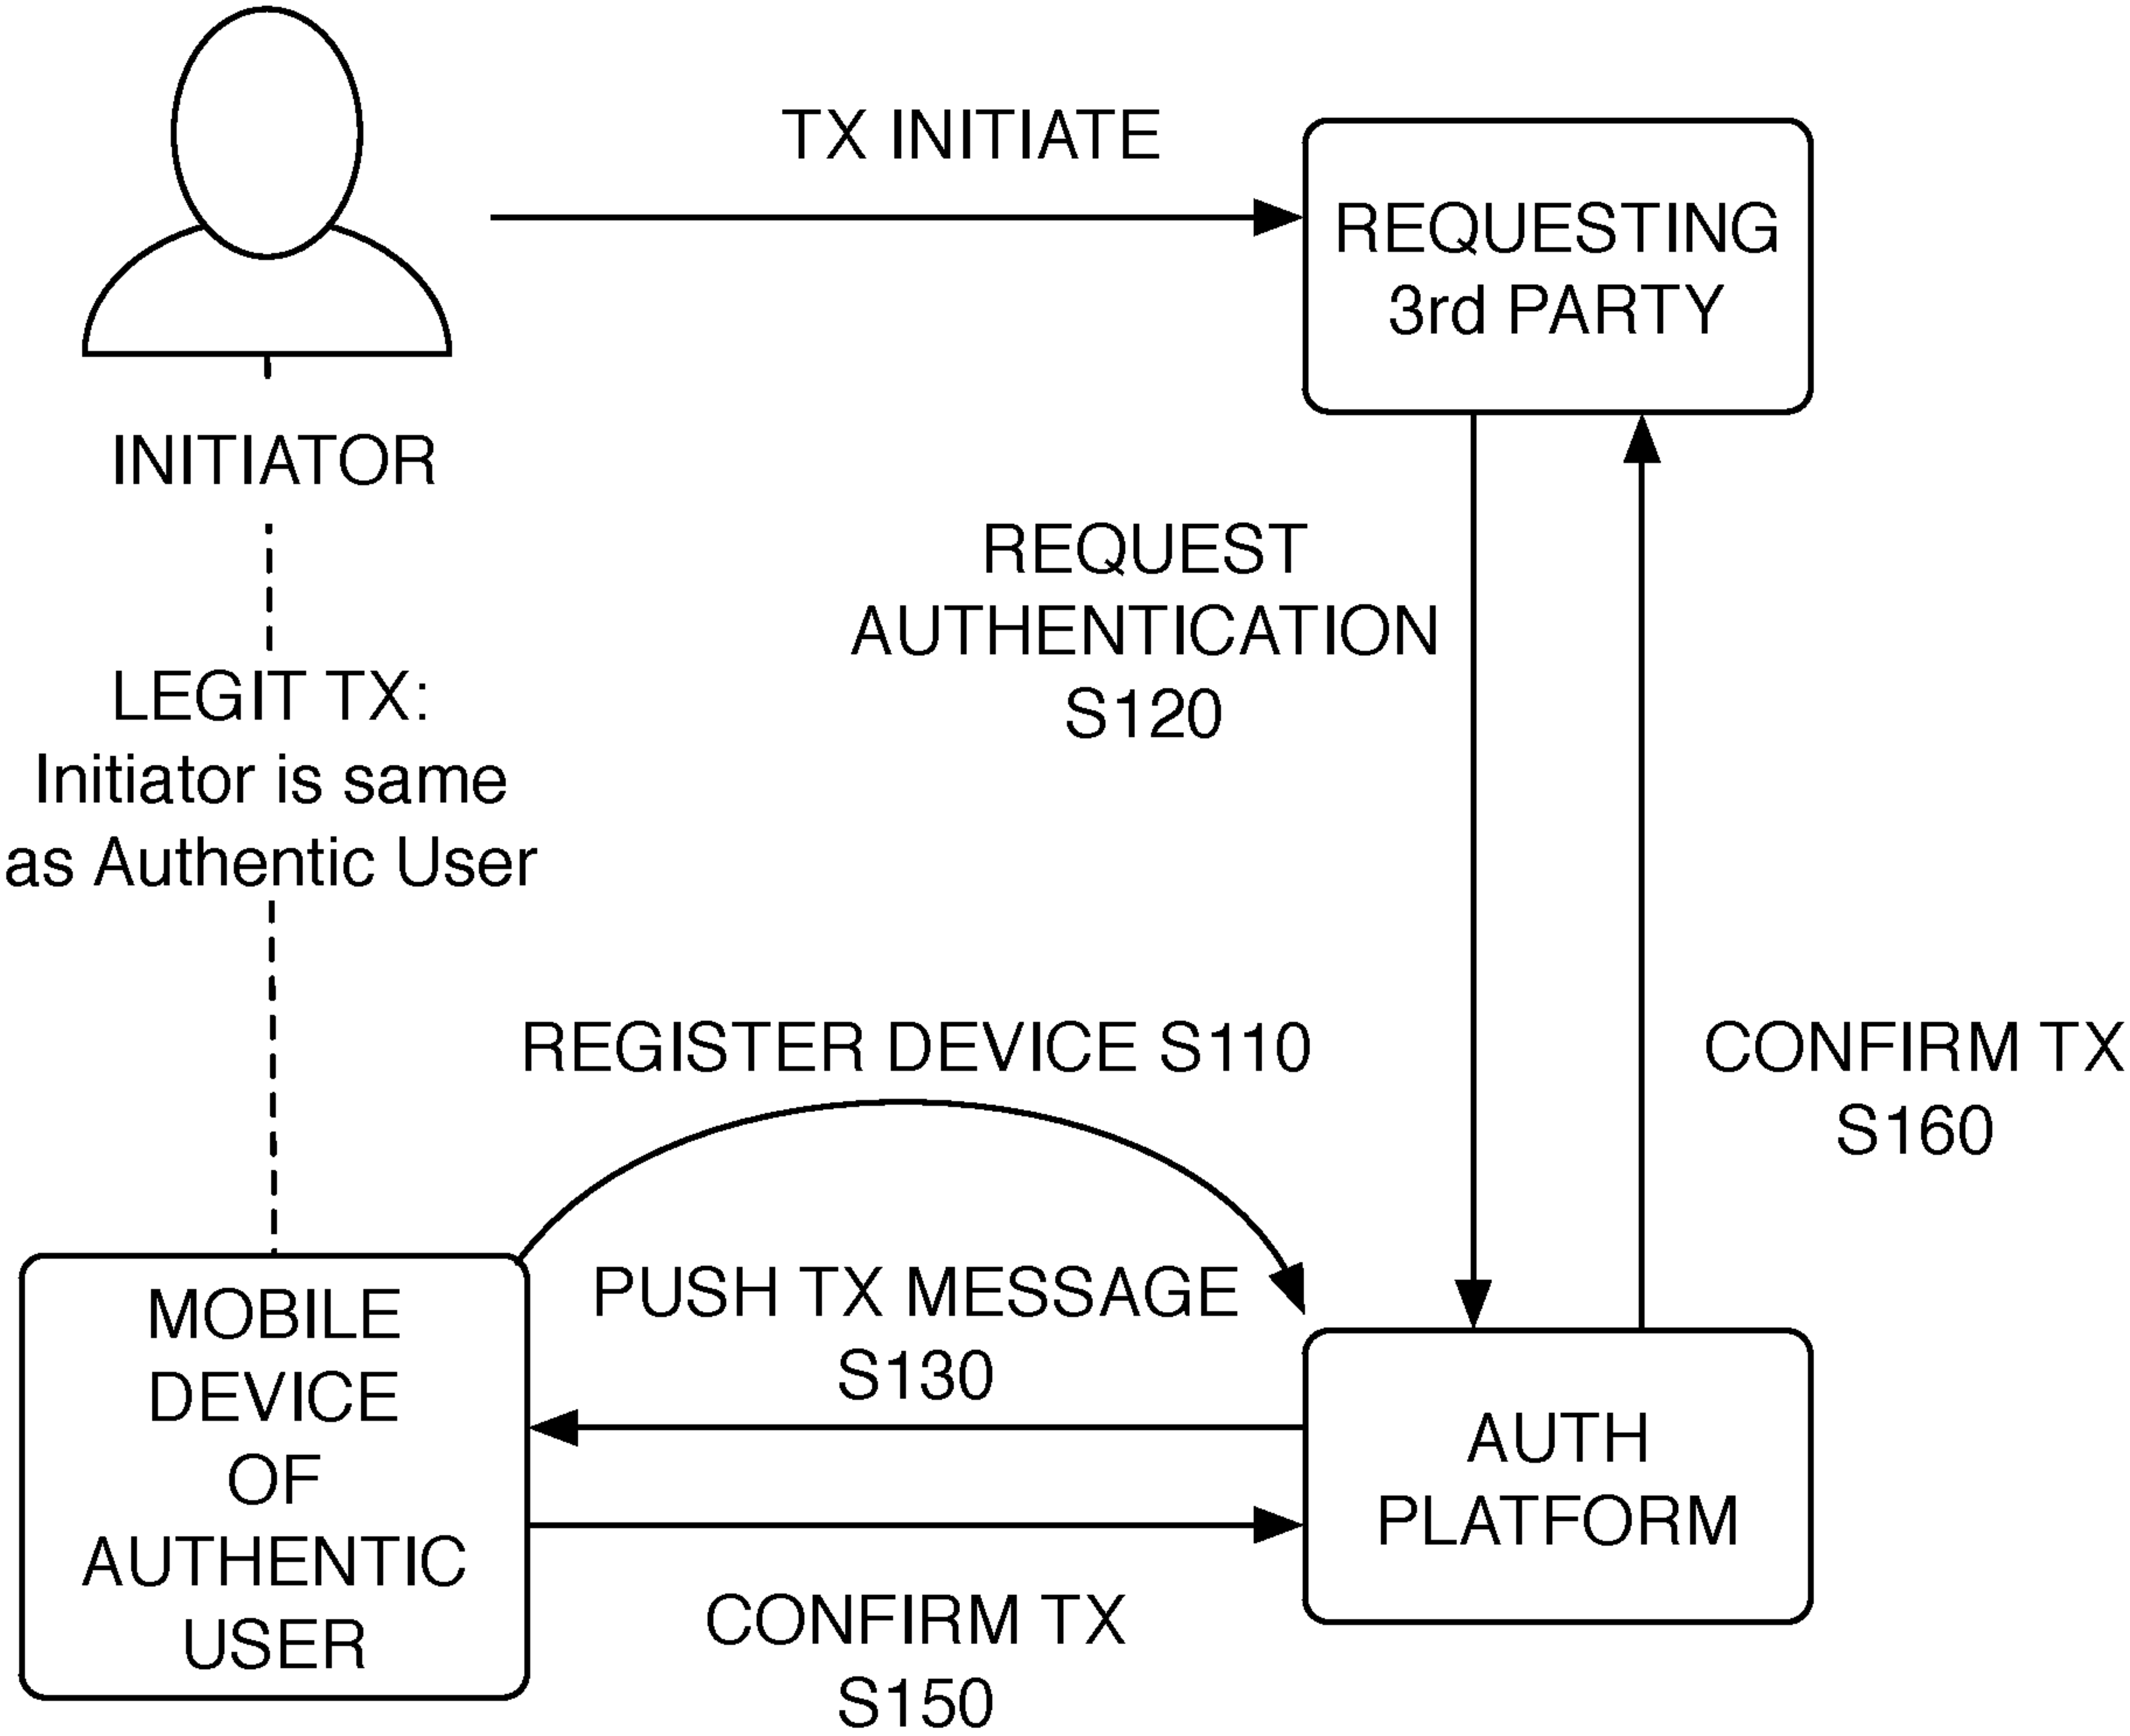 TX INITIATE
REQUESTING
3rd PARTY
INITIATOR
REQUEST
AUTHENTICATION
S120
LEGIT TX:
Initiator is same
as Authentic User
REGISTER DEVICE S110
CONFIRM TX
S160
PUSH TX MESSAGE
S130
MOBILE
DEVICE
OF
AUTHENTIC
USER
AUTH
PLATFORM
CONFIRM TX
S150